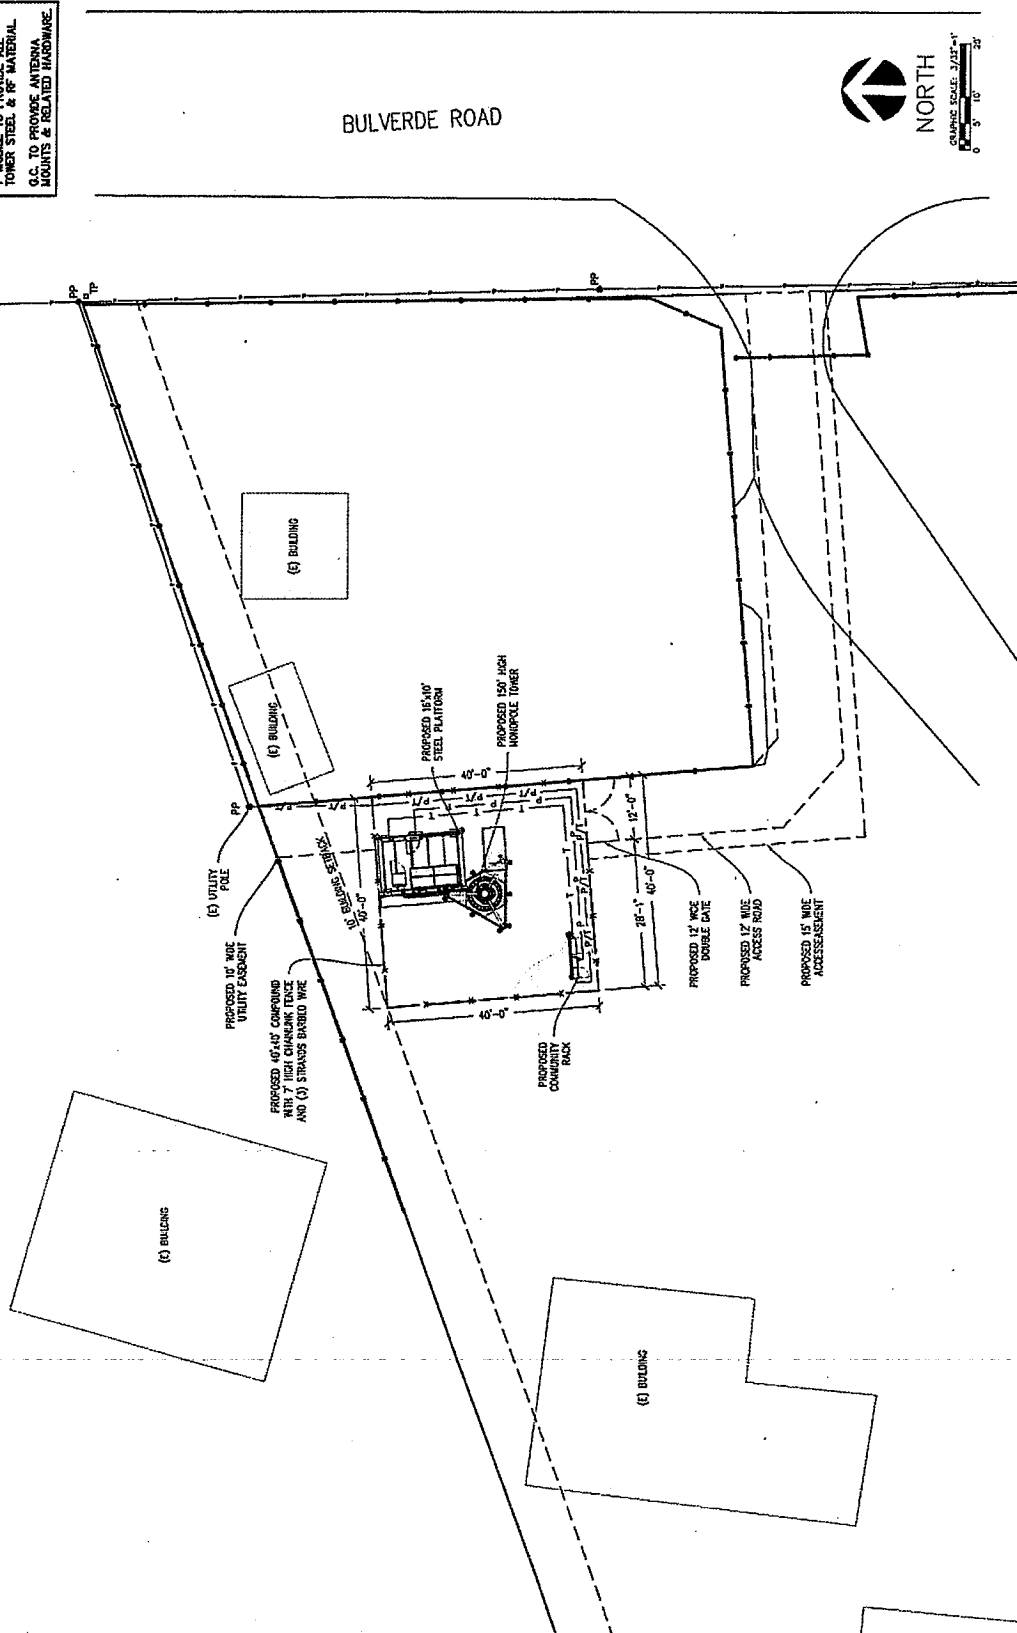 TOWER STEEL & RF MATERIAL
G.C. TO PROVIDE ANTENNA
MOUNTS & RELATED HARDWARE.
BULVERDE ROAD
NORTH
GRAPHIC SCALE: 3/32"=1'
0 5' 10' 20'
PP
TP
PP
(E) BUILDING
(E) BUILDING
PROPOSED 16'x10'
STEEL PLATFORM
PROPOSED 150' HIGH
MONOPOLE TOWER
PP
(E) UTILITY
POLE
10' BUILDING SETBACK
40'-0"
40'-0"
12'-0"
28'-1"
40'-0"
40'-0"
PROPOSED 10' WIDE
UTILITY EASEMENT
PROPOSED 40'x40' COMPOUND
WITH 7' HIGH CHAINLINK FENCE
AND (3) STRANDS BARBED WIRE
PROPOSED
COMMUNITY
RACK
PROPOSED 12' WIDE
DOUBLE GATE
PROPOSED 12' WIDE
ACCESS ROAD
PROPOSED 15' WIDE
ACCESSEASEMENT
(E) BUILDING
(E) BUILDING